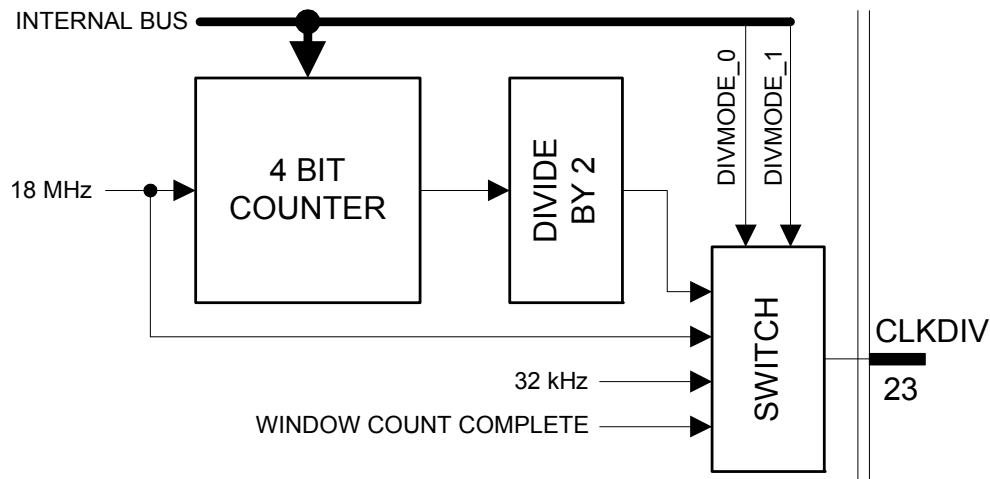 INTERNAL BUS
DIVMODE_0
DIVMODE_1
4 BIT
COUNTER
DIVIDE
BY 2
18 MHz
SWITCH
CLKDIV
23
32 kHz
WINDOW COUNT COMPLETE